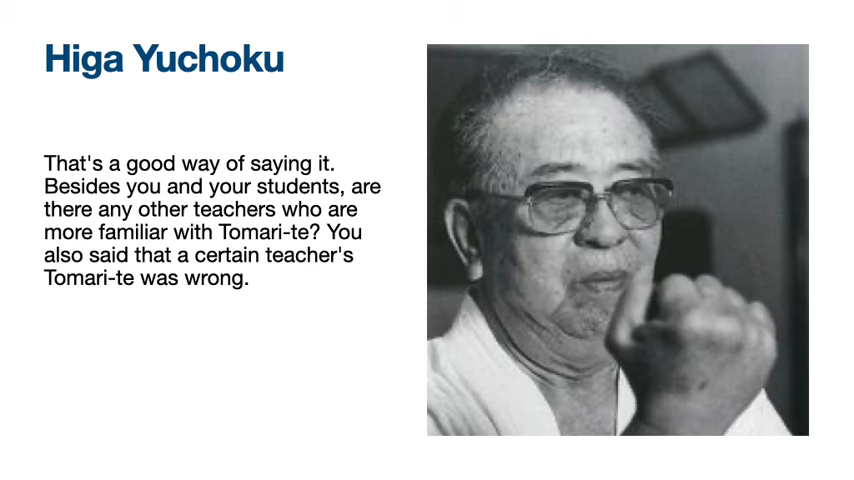 Higa Yuchoku
That's a good way of saying it.
Besides you and your students, are
there any other teachers who are
more familiar with Tomari-te? You
also said that a certain teacher's
Tomari-te was wrong.